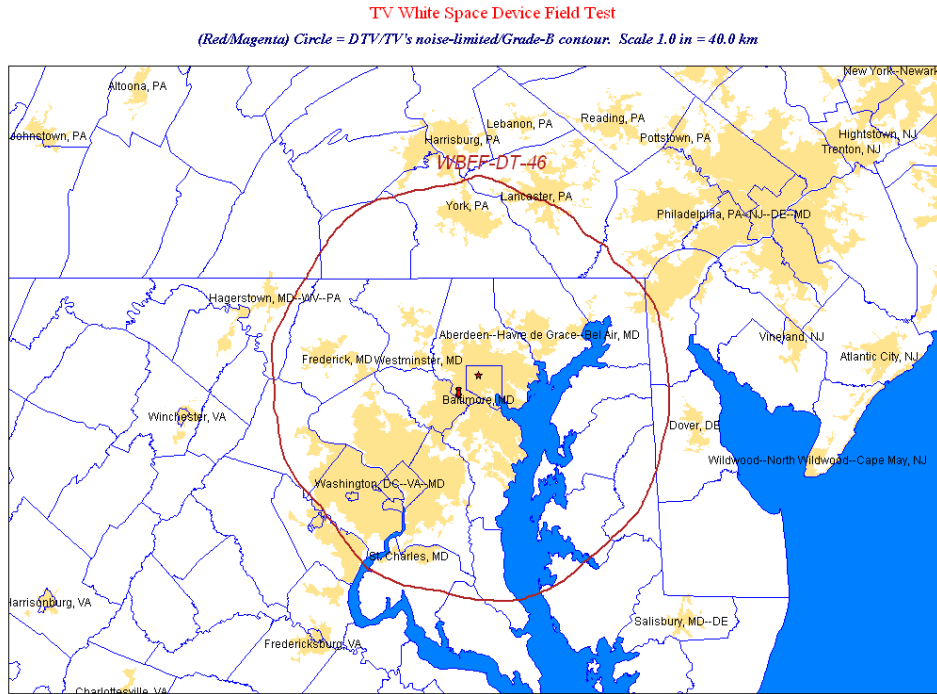 TV White Space Device Field Test
(Red/Magenta) Circle = DTV/TV's noise-limited/Grade-B contour.  Scale 1.0 in = 40.0 km
New York--Newark
Altoona, PA
Johnstown, PA
Lebanon, PA
Reading, PA
Harrisburg, PA
Pottstown, PA
Hightstown, NJ
Trenton, NJ
WBFF-DT-46
Lancaster, PA
York, PA
Philadelphia, PA--NJ--DE--MD
Hagerstown, MD--WV--PA
Aberdeen--Havre de Grace--Bel Air, MD
Vineland, NJ
Frederick, MD
Westminster, MD
Atlantic City, NJ
Baltimore, MD
Winchester, VA
Dover, DE
Wildwood--North Wildwood--Cape May, NJ
Washington, DC--VA--MD
St. Charles, MD
Harrisonburg, VA
Salisbury, MD--DE
Fredericksburg, VA
Charlottesville, VA